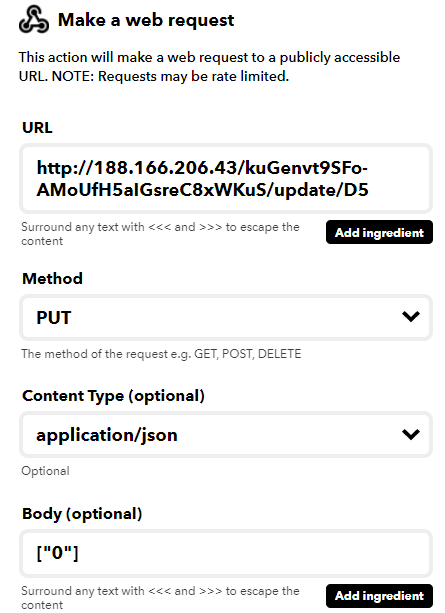 Make a web request
This action will make a web request to a publicly accessible
URL. NOTE: Requests may be rate limited.
URL
http://188.166.206.43/kuGenvt9SFo-
AMoUfH5aIGsreC8xWKuS/update/D5
Surround any text with <<< and >>> to escape the
content
Add ingredient
Method
PUT
The method of the request e.g. GET, POST, DELETE
Content Type (optional)
application/json
Optional
Body (optional)
["0"]
Surround any text with <<< and >>> to escape the
content
Add ingredient